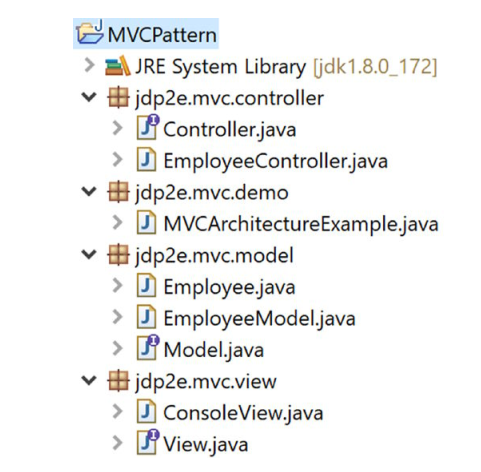 MVCPattern
JRE System Library [jdk1.8.0_172]
jdp2e.mvc.controller
Controller.java
EmployeeController.java
jdp2e.mvc.demo
MVCArchitectureExample.java
jdp2e.mvc.model
Employee.java
EmployeeModel.java
Model.java
jdp2e.mvc.view
ConsoleView.java
View.java